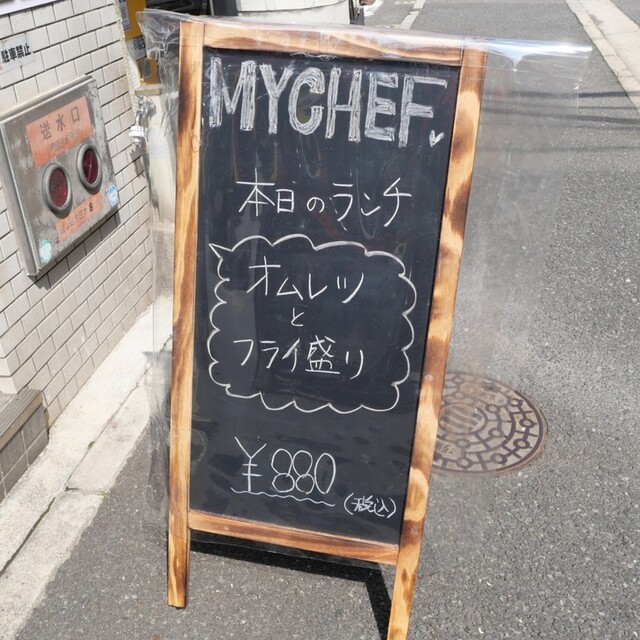 駐車禁止
送水口
MYCHEF
本日のランチ
オムレツ
と
フライ盛り
¥880
(税込)